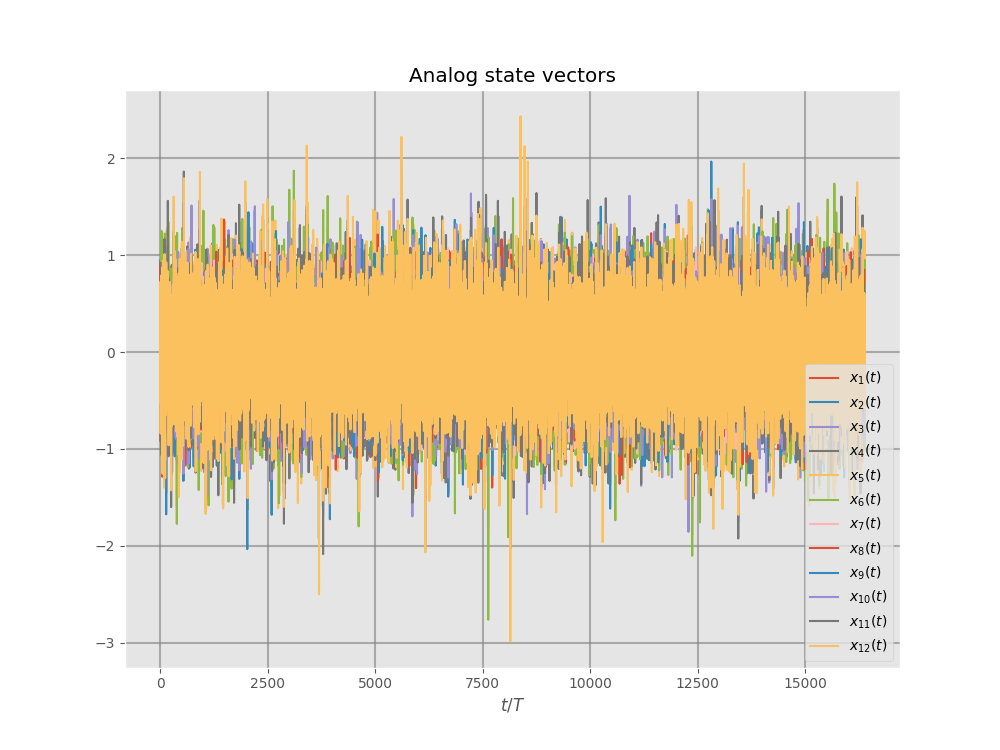 Analog state vectors
2
1
0
−1
−2
−3
0 2500 5000 7500 10000 12500 15000
t/T
x₁(t)
x₂(t)
x₃(t)
x₄(t)
x₅(t)
x₆(t)
x₇(t)
x₈(t)
x₉(t)
x₁₀(t)
x₁₁(t)
x₁₂(t)